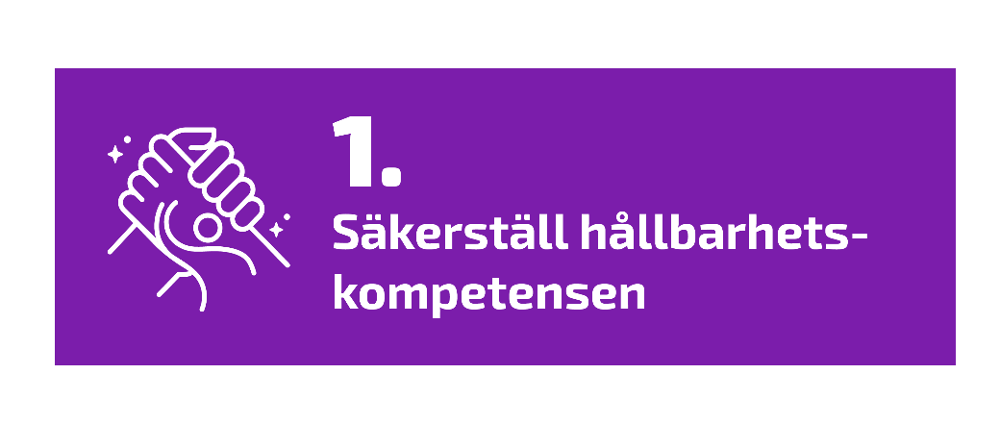 1.
Säkerställ hållbarhets-
kompetensen